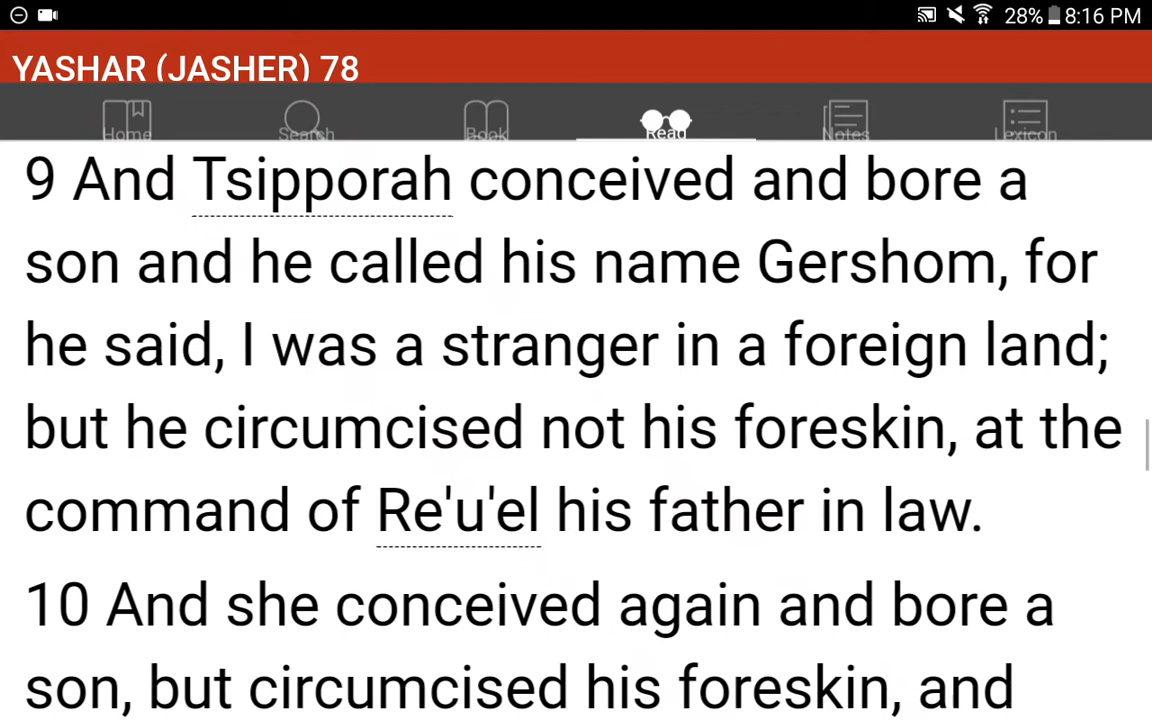 28% 8:16 PM
YASHAR (JASHER) 78
Home Search Book Read Notes Lexicon
9 And Tsipporah conceived and bore a
son and he called his name Gershom, for
he said, I was a stranger in a foreign land;
but he circumcised not his foreskin, at the
command of Re'u'el his father in law.
10 And she conceived again and bore a
son, but circumcised his foreskin, and